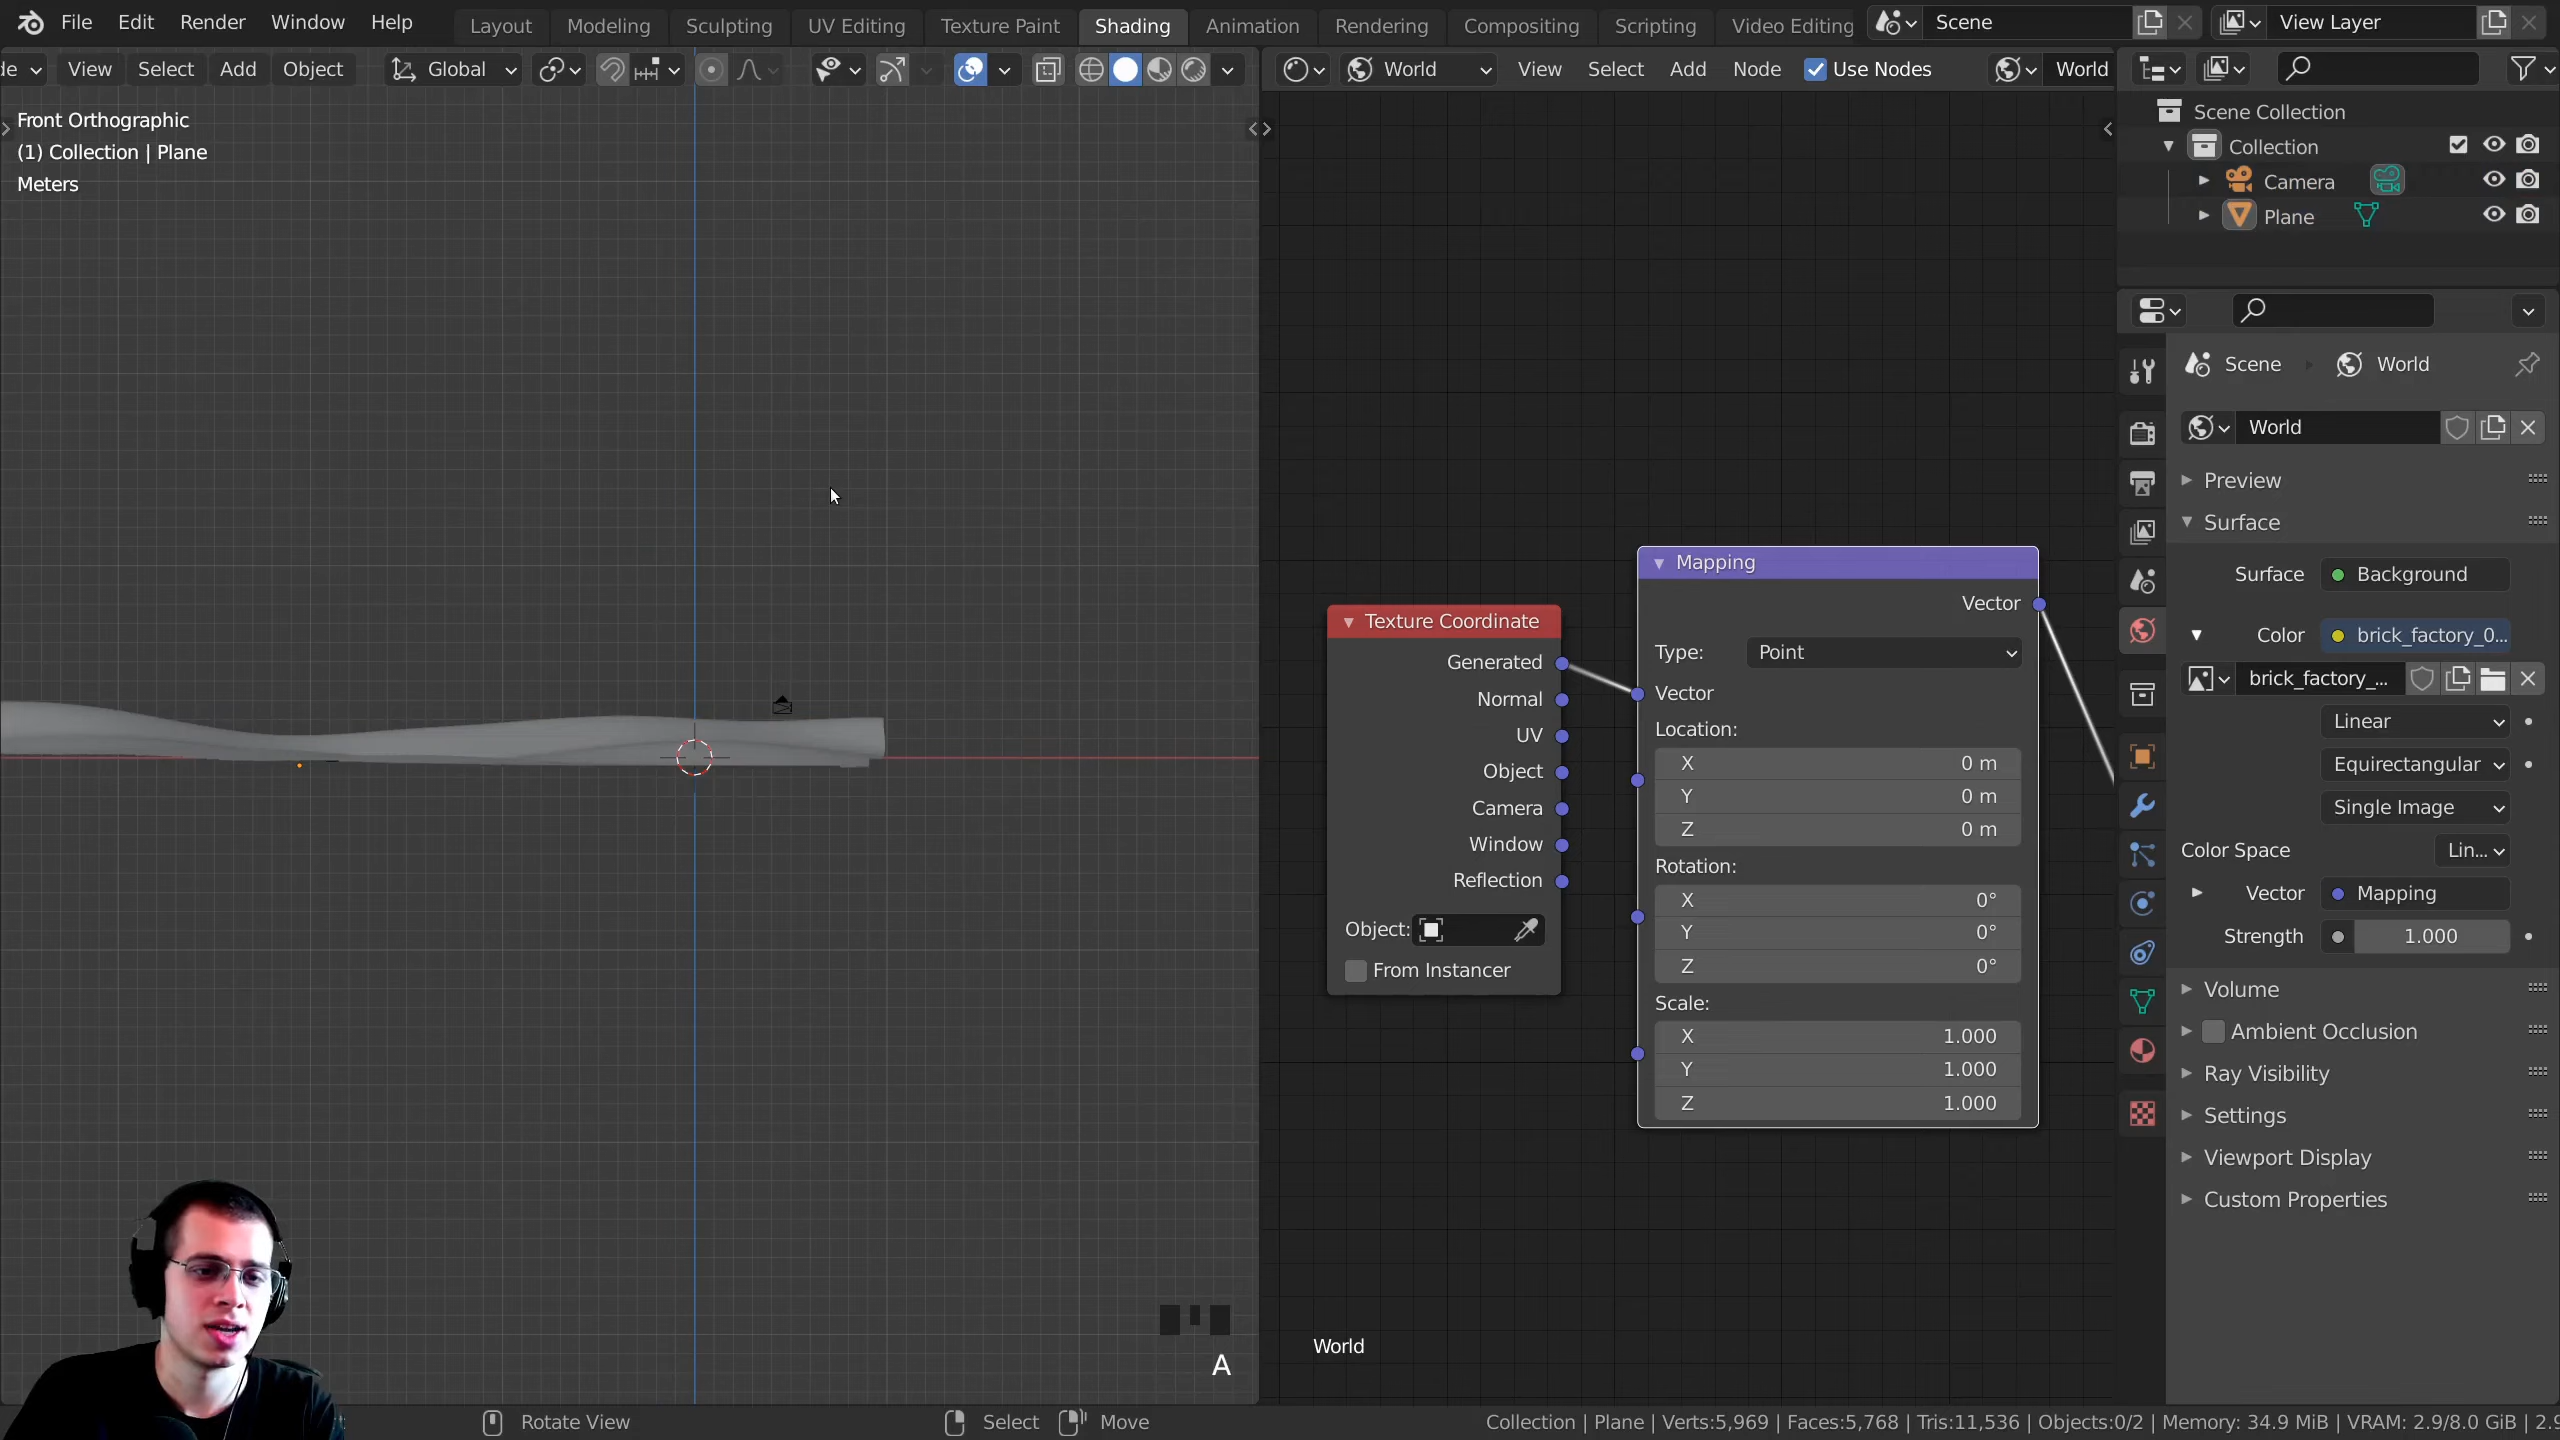 File Edit Render Window Help Layout Modeling Sculpting UV Editing Texture Paint Shading Animation Rendering Compositing Scripting Video Editing Scene View Layer
de View Select Add Object Global World View Select Add Node Use Nodes World
Front Orthographic
(1) Collection | Plane
Meters
Scene Collection
Collection
Camera
Plane
Scene World
World
Preview
Surface
Surface Background
Color brick_factory_0...
brick_factory_...
Linear
Equirectangular
Single Image
Color Space Lin...
Vector Mapping
Strength 1.000
Volume
Ambient Occlusion
Ray Visibility
Settings
Viewport Display
Custom Properties
Texture Coordinate
Generated
Normal
UV
Object
Camera
Window
Reflection
Object:
From Instancer
Mapping
Vector
Type: Point
Vector
Location:
X 0 m
Y 0 m
Z 0 m
Rotation:
X 0°
Y 0°
Z 0°
Scale:
X 1.000
Y 1.000
Z 1.000
World
A
Rotate View Select Move Collection | Plane | Verts:5,969 | Faces:5,768 | Tris:11,536 | Objects:0/2 | Memory: 34.9 MiB | VRAM: 2.9/8.0 GiB | 2.9